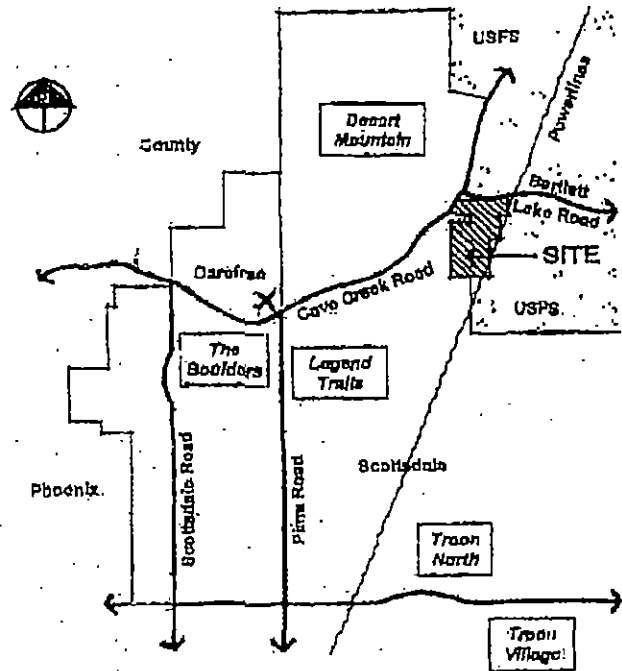 USFS
Powerlines
Desert
Mountain
County
Bartlett
Lake Road
SITE
Carefree
Cave Creek Road
USFS
The
Boulders
Legend
Trails
Scottsdale
Phoenix
Scottsdale Road
Pima Road
Troon
North
Troon
Village